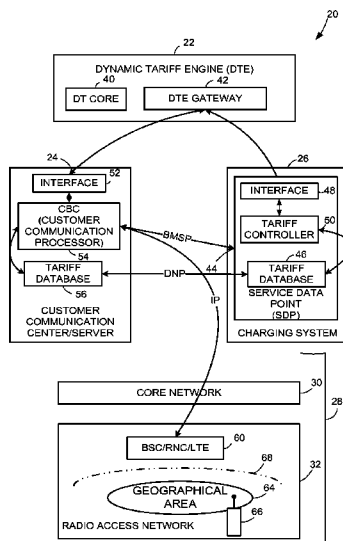 20
22
DYNAMIC TARIFF ENGINE (DTE)
40
42
DT CORE
DTE GATEWAY
24
26
INTERFACE
52
INTERFACE
48
CBC
(CUSTOMER
COMMUNICATION
PROCESSOR)
54
BMSP
50
TARIFF
CONTROLLER
44
46
TARIFF
DATABASE
56
DNP
TARIFF
DATABASE
SERVICE DATA
POINT
(SDP)
CUSTOMER
COMMUNICATION
CENTER/SERVER
IP
CHARGING SYSTEM
CORE NETWORK
30
28
BSC/RNC/LTE
60
32
68
GEOGRAPHICAL
AREA
64
66
RADIO ACCESS NETWORK